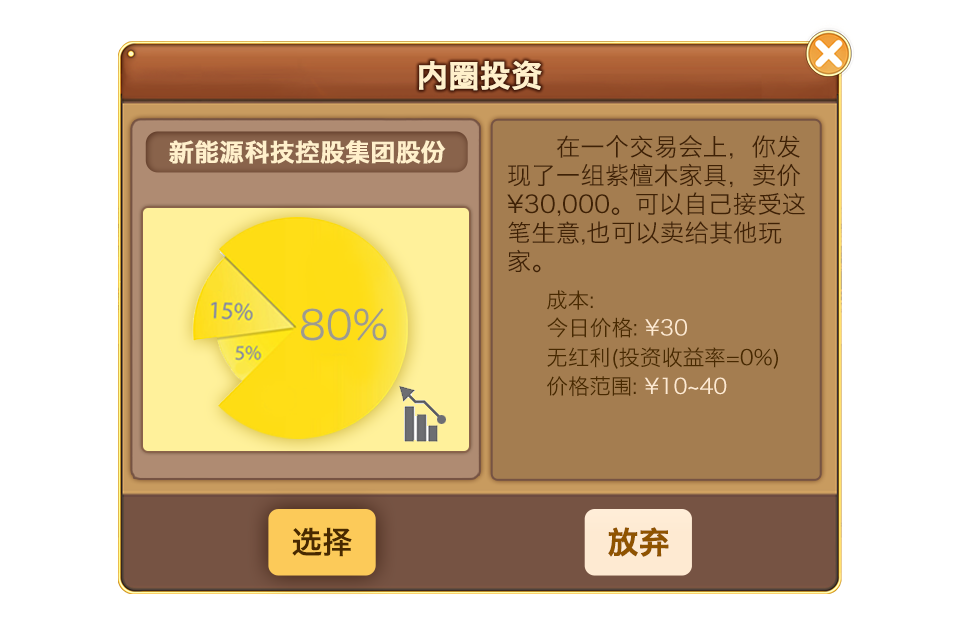 内圈投资
新能源科技控股集团股份
15%
80%
5%
在一个交易会上，你发
现了一组紫檀木家具，卖价
¥30,000。可以自己接受这
笔生意,也可以卖给其他玩
家。
成本:
今日价格: ¥30
无红利(投资收益率=0%)
价格范围: ¥10~40
选择
放弃